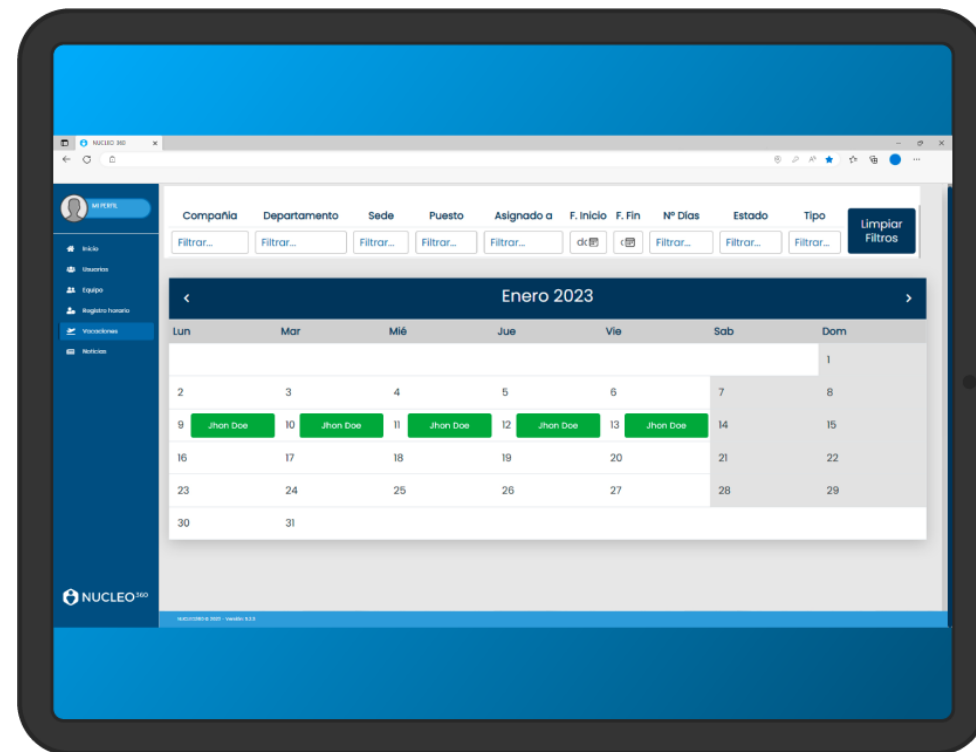 NUCLEO 360
MI PERFIL
Inicio
Usuarios
Equipo
Registro horario
Vacaciones
Noticias
NUCLEO360
Compañia Departamento Sede Puesto Asignado a F. Inicio F. Fin Nº Días Estado Tipo
Filtrar... Filtrar... Filtrar... Filtrar... Filtrar... Filtrar... Filtrar... Filtrar...
Limpiar
Filtros
Enero 2023
Lun Mar Mié Jue Vie Sab Dom
1
2 3 4 5 6 7 8
9 Jhon Doe 10 Jhon Doe 11 Jhon Doe 12 Jhon Doe 13 Jhon Doe 14 15
16 17 18 19 20 21 22
23 24 25 26 27 28 29
30 31